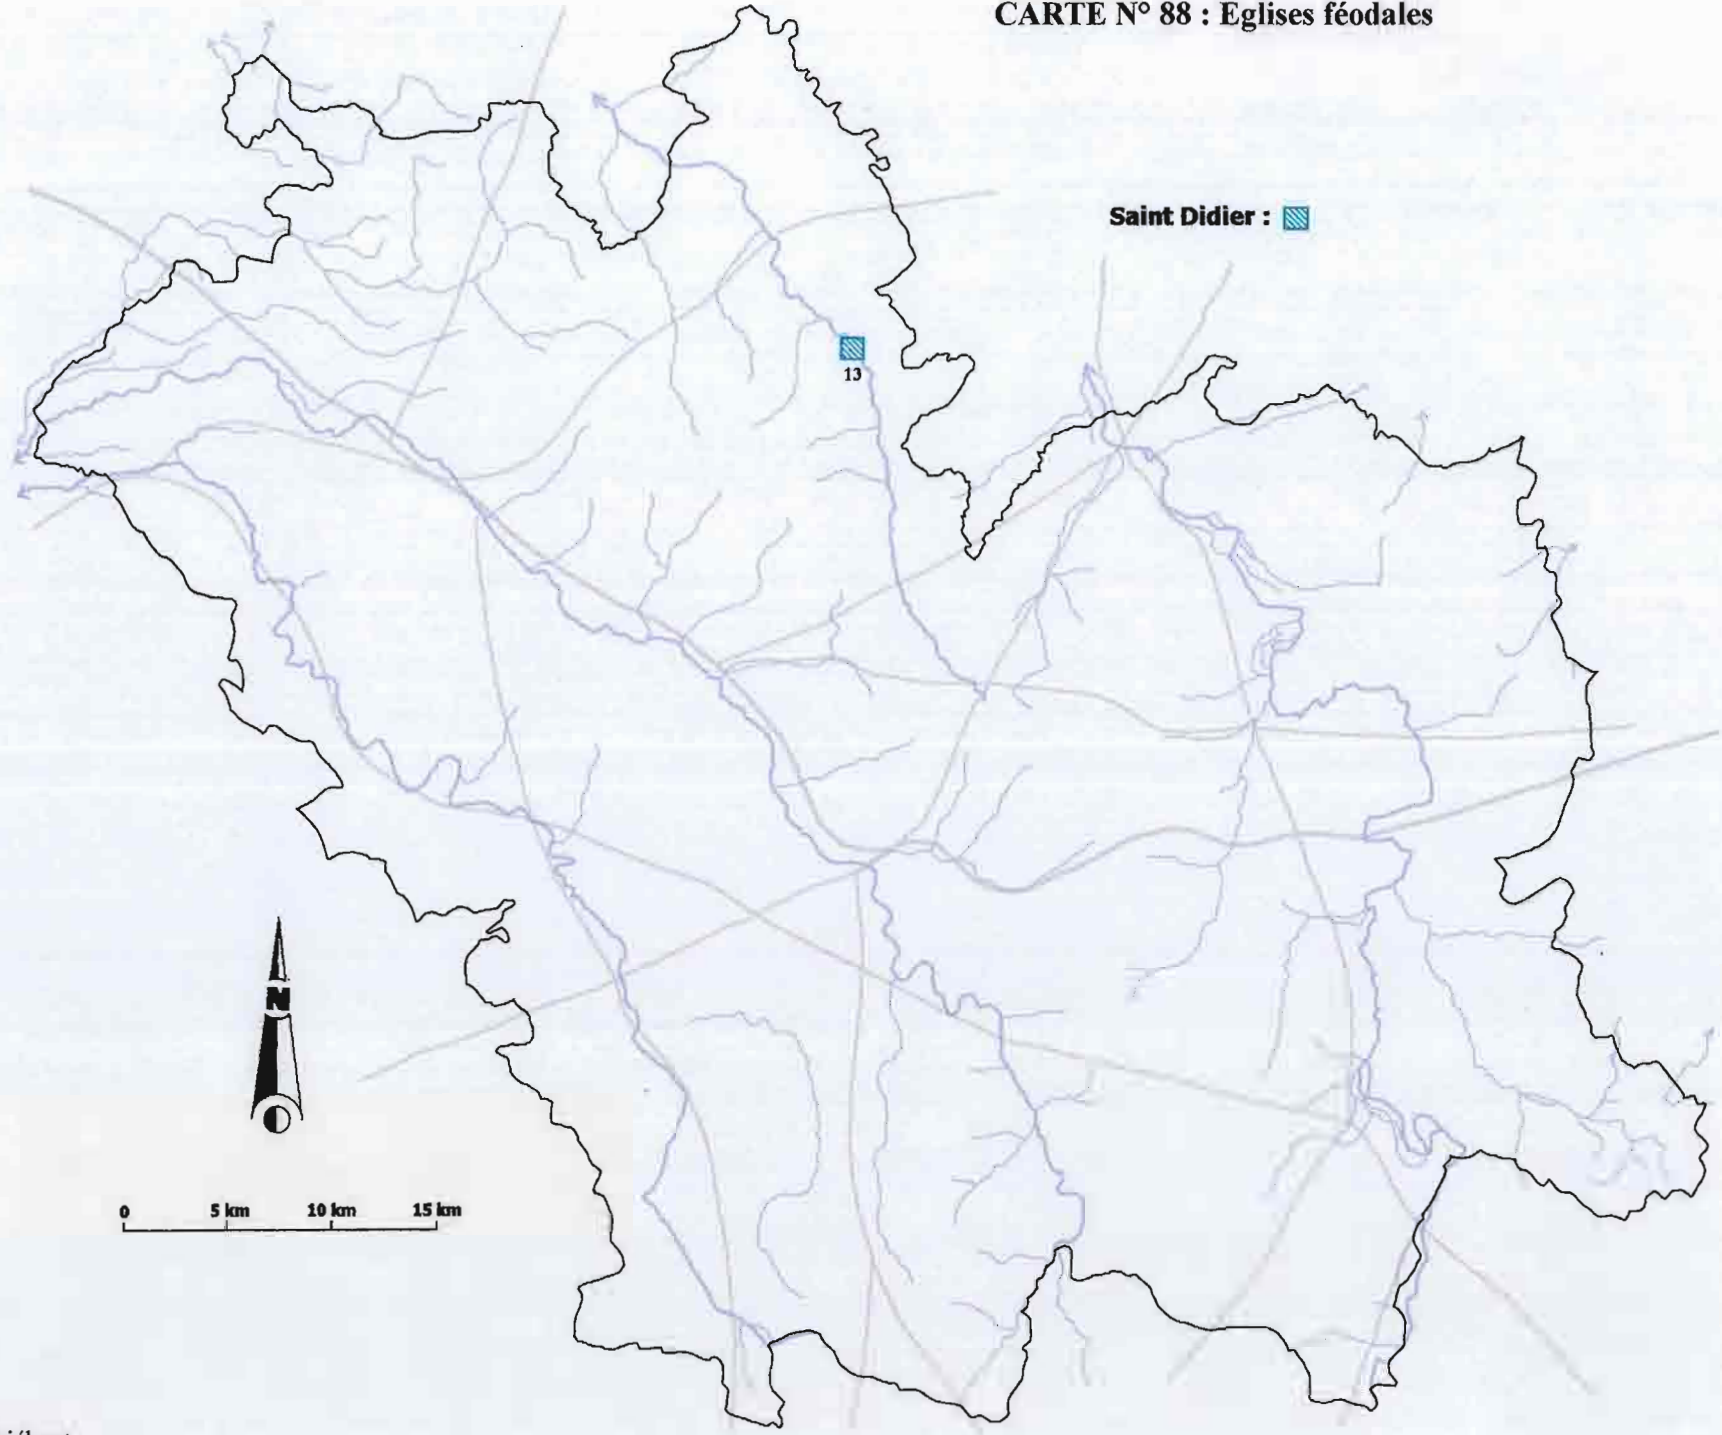 CARTE N° 88 : Eglises féodales
Saint Didier :
13
N
0 5 km 10 km 15 km